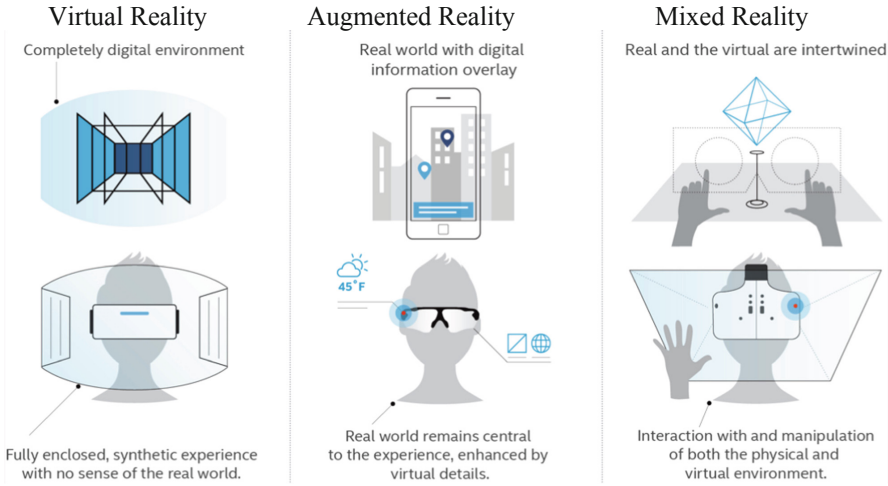 Virtual Reality
Completely digital environment
Fully enclosed, synthetic experience
with no sense of the real world.
Augmented Reality
Real world with digital
information overlay
45°F
Real world remains central
to the experience, enhanced by
virtual details.
Mixed Reality
Real and the virtual are intertwined
Interaction with and manipulation
of both the physical and
virtual environment.